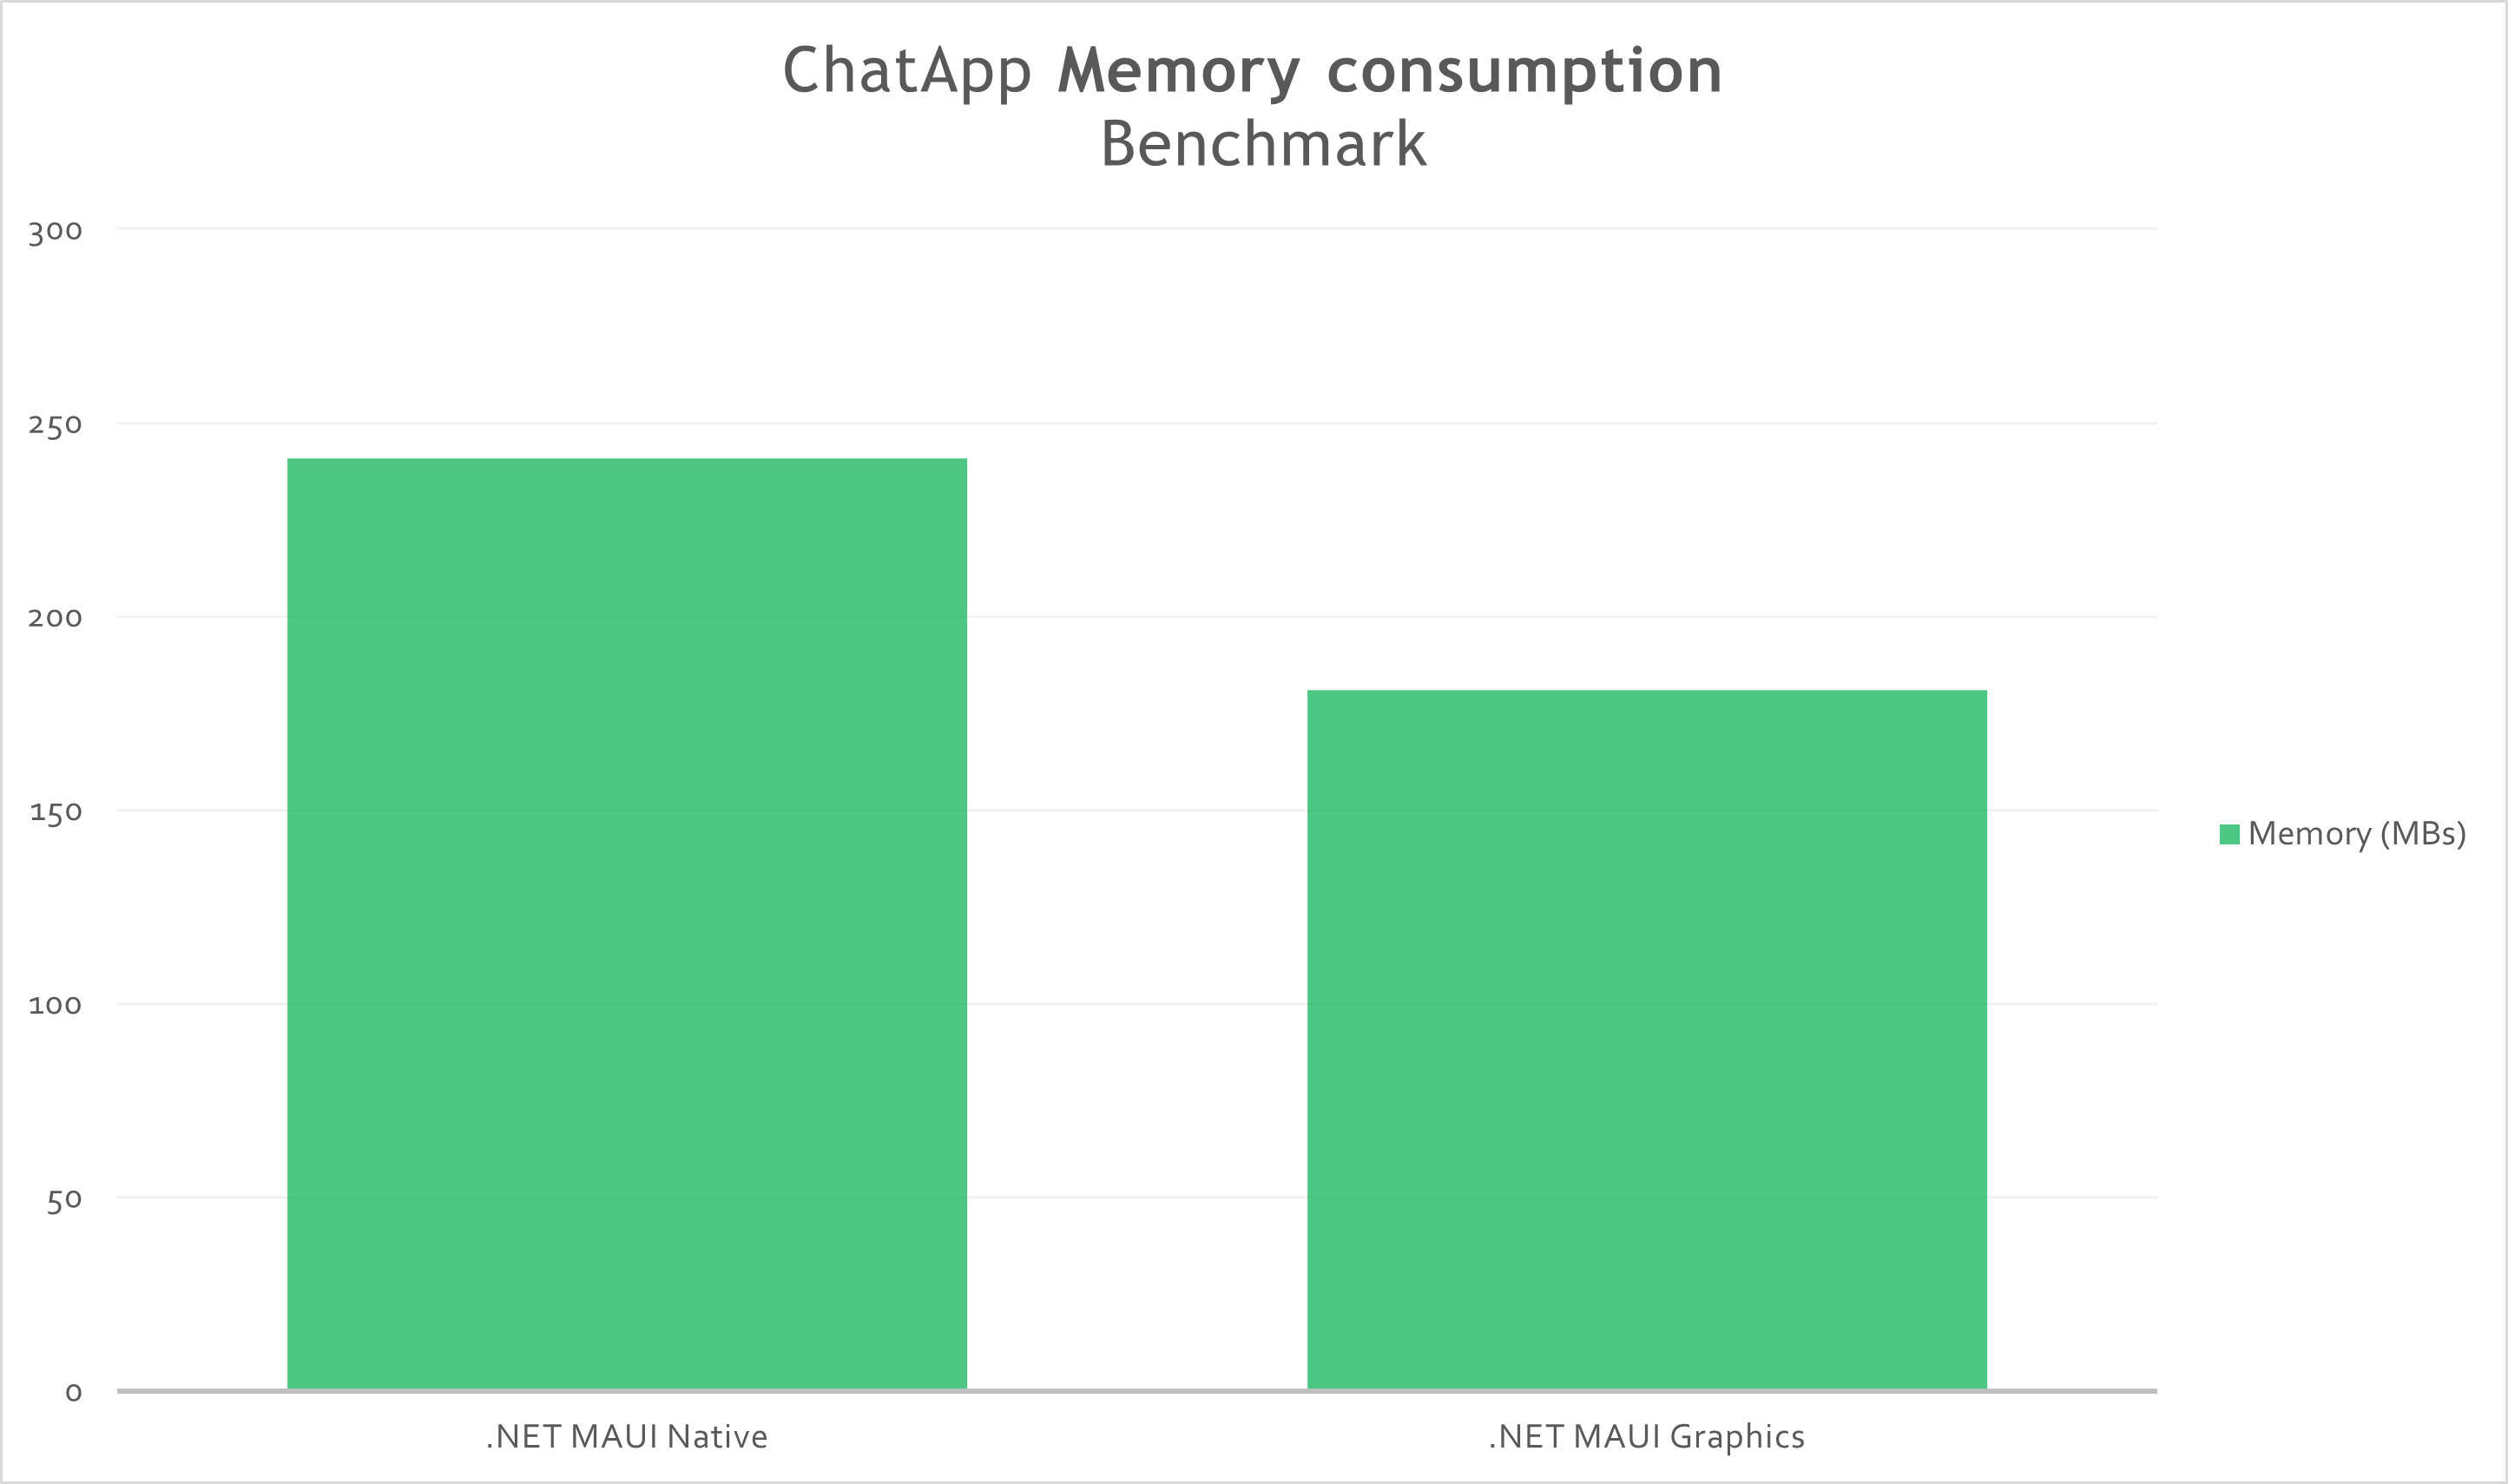 ChatApp Memory consumption
Benchmark
300
250
200
150
100
50
0
.NET MAUI Native
.NET MAUI Graphics
Memory (MBs)